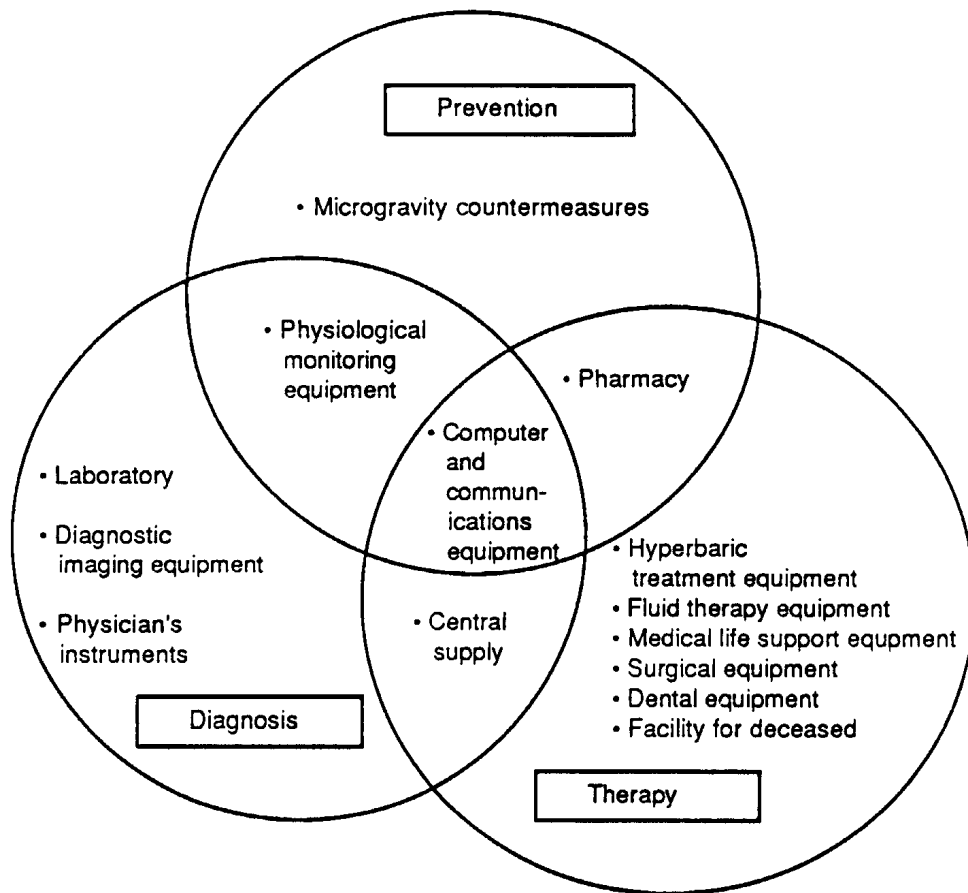 Prevention
• Microgravity countermeasures
• Physiological
monitoring
equipment
• Pharmacy
• Computer
and
commun-
ications
equipment
• Laboratory
• Diagnostic
imaging equipment
• Physician's
instruments
• Hyperbaric
treatment equipment
• Fluid therapy equipment
• Medical life support equpment
• Surgical equipment
• Dental equipment
• Facility for deceased
• Central
supply
Diagnosis
Therapy